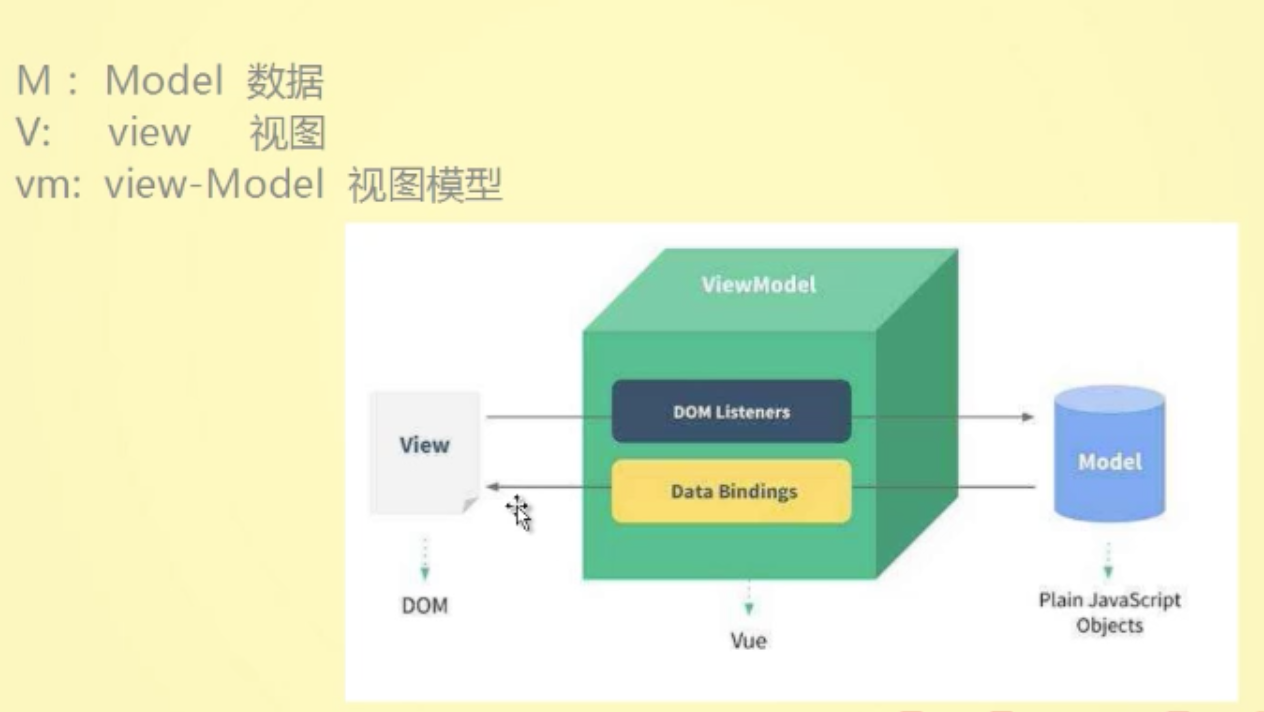 M： Model 数据
V: view 视图
vm: view-Model 视图模型
ViewModel
DOM Listeners
View
Model
Data Bindings
DOM
Plain JavaScript
Objects
Vue